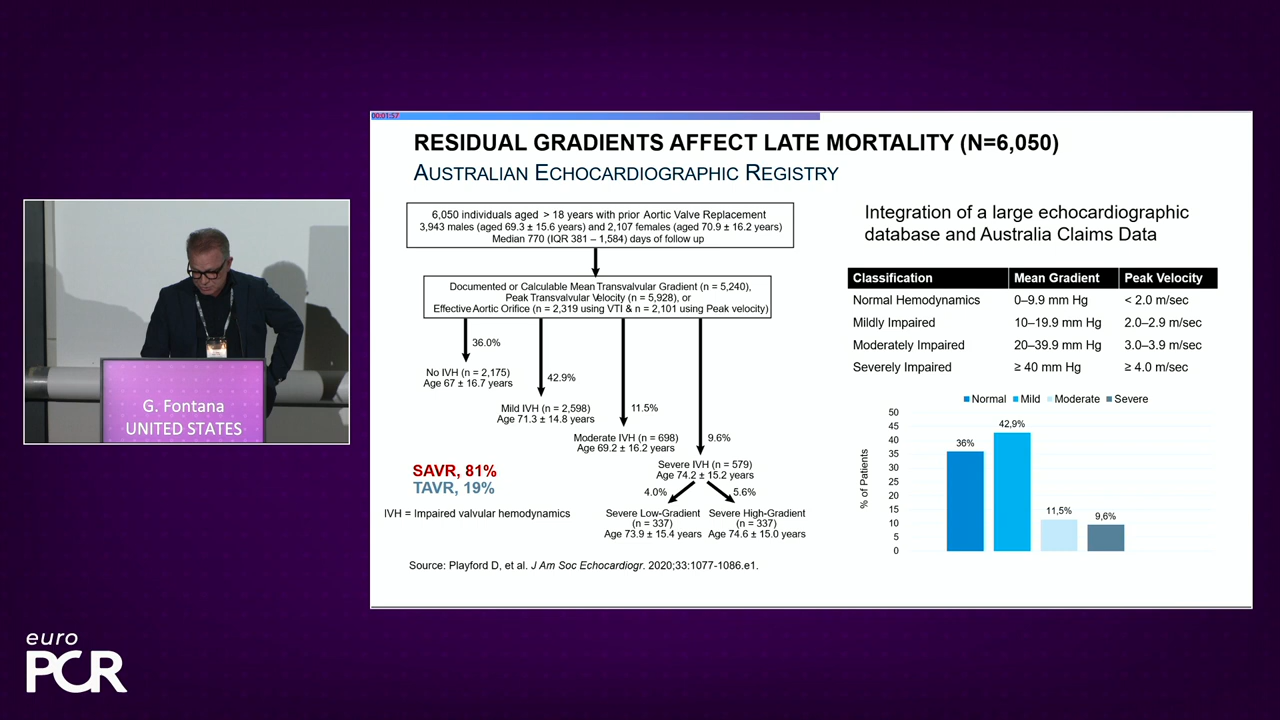 00:01:57
RESIDUAL GRADIENTS AFFECT LATE MORTALITY (N=6,050)
AUSTRALIAN ECHOCARDIOGRAPHIC REGISTRY
6,050 individuals aged > 18 years with prior Aortic Valve Replacement
3,943 males (aged 69.3 ± 15.6 years) and 2,107 females (aged 70.9 ± 16.2 years)
Median 770 (IQR 381 – 1,584) days of follow up
Documented or Calculable Mean Transvalvular Gradient (n = 5,240),
Peak Transvalvular Velocity (n = 5,928), or
Effective Aortic Orifice (n = 2,319 using VTI & n = 2,101 using Peak velocity)
36.0%
No IVH (n = 2,175)
Age 67 ± 16.7 years
42.9%
Mild IVH (n = 2,598)
Age 71.3 ± 14.8 years
11.5%
Moderate IVH (n = 698)
Age 69.2 ± 16.2 years
9.6%
Severe IVH (n = 579)
Age 74.2 ± 15.2 years
4.0%
5.6%
Severe Low-Gradient
(n = 337)
Age 73.9 ± 15.4 years
Severe High-Gradient
(n = 337)
Age 74.6 ± 15.0 years
SAVR, 81%
TAVR, 19%
IVH = Impaired valvular hemodynamics
Source: Playford D, et al. J Am Soc Echocardiogr. 2020;33:1077-1086.e1.
Integration of a large echocardiographic
database and Australia Claims Data
Classification Mean Gradient Peak Velocity
Normal Hemodynamics 0–9.9 mm Hg < 2.0 m/sec
Mildly Impaired 10–19.9 mm Hg 2.0–2.9 m/sec
Moderately Impaired 20–39.9 mm Hg 3.0–3.9 m/sec
Severely Impaired ≥ 40 mm Hg ≥ 4.0 m/sec
Normal Mild Moderate Severe
% of Patients
50
45
40
35
30
25
20
15
10
5
0
36%
42,9%
11,5%
9,6%
G. Fontana
UNITED STATES
euro
PCR